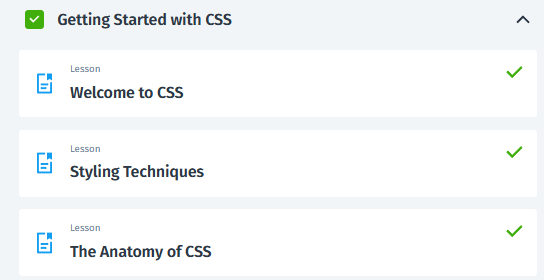 Getting Started with CSS
Lesson
Welcome to CSS
Lesson
Styling Techniques
Lesson
The Anatomy of CSS